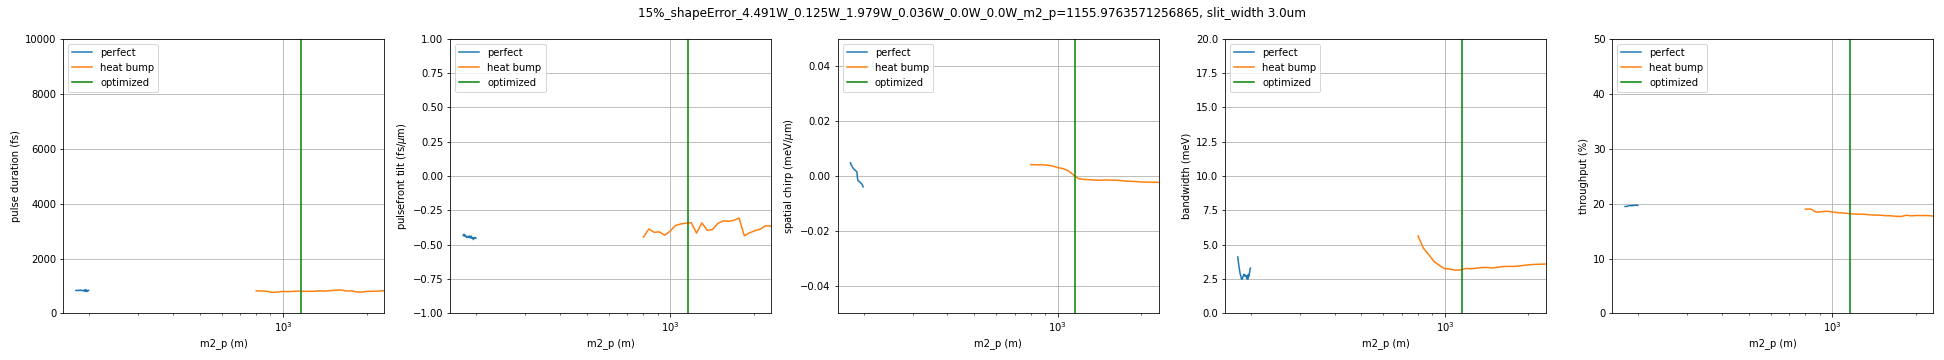 15%_shapeError_4.491W_0.125W_1.979W_0.036W_0.0W_0.0W_m2_p=1155.9763571256865, slit_width 3.0um
pulse duration (fs)
10000
8000
6000
4000
2000
0
perfect
heat bump
optimized
10³
m2_p (m)
pulsefront tilt (fs/μm)
1.00
0.75
0.50
0.25
0.00
−0.25
−0.50
−0.75
−1.00
perfect
heat bump
optimized
10³
m2_p (m)
spatial chirp (meV/μm)
0.04
0.02
0.00
−0.02
−0.04
perfect
heat bump
optimized
10³
m2_p (m)
bandwidth (meV)
20.0
17.5
15.0
12.5
10.0
7.5
5.0
2.5
0.0
perfect
heat bump
optimized
10³
m2_p (m)
throughput (%)
50
40
30
20
10
0
perfect
heat bump
optimized
10³
m2_p (m)